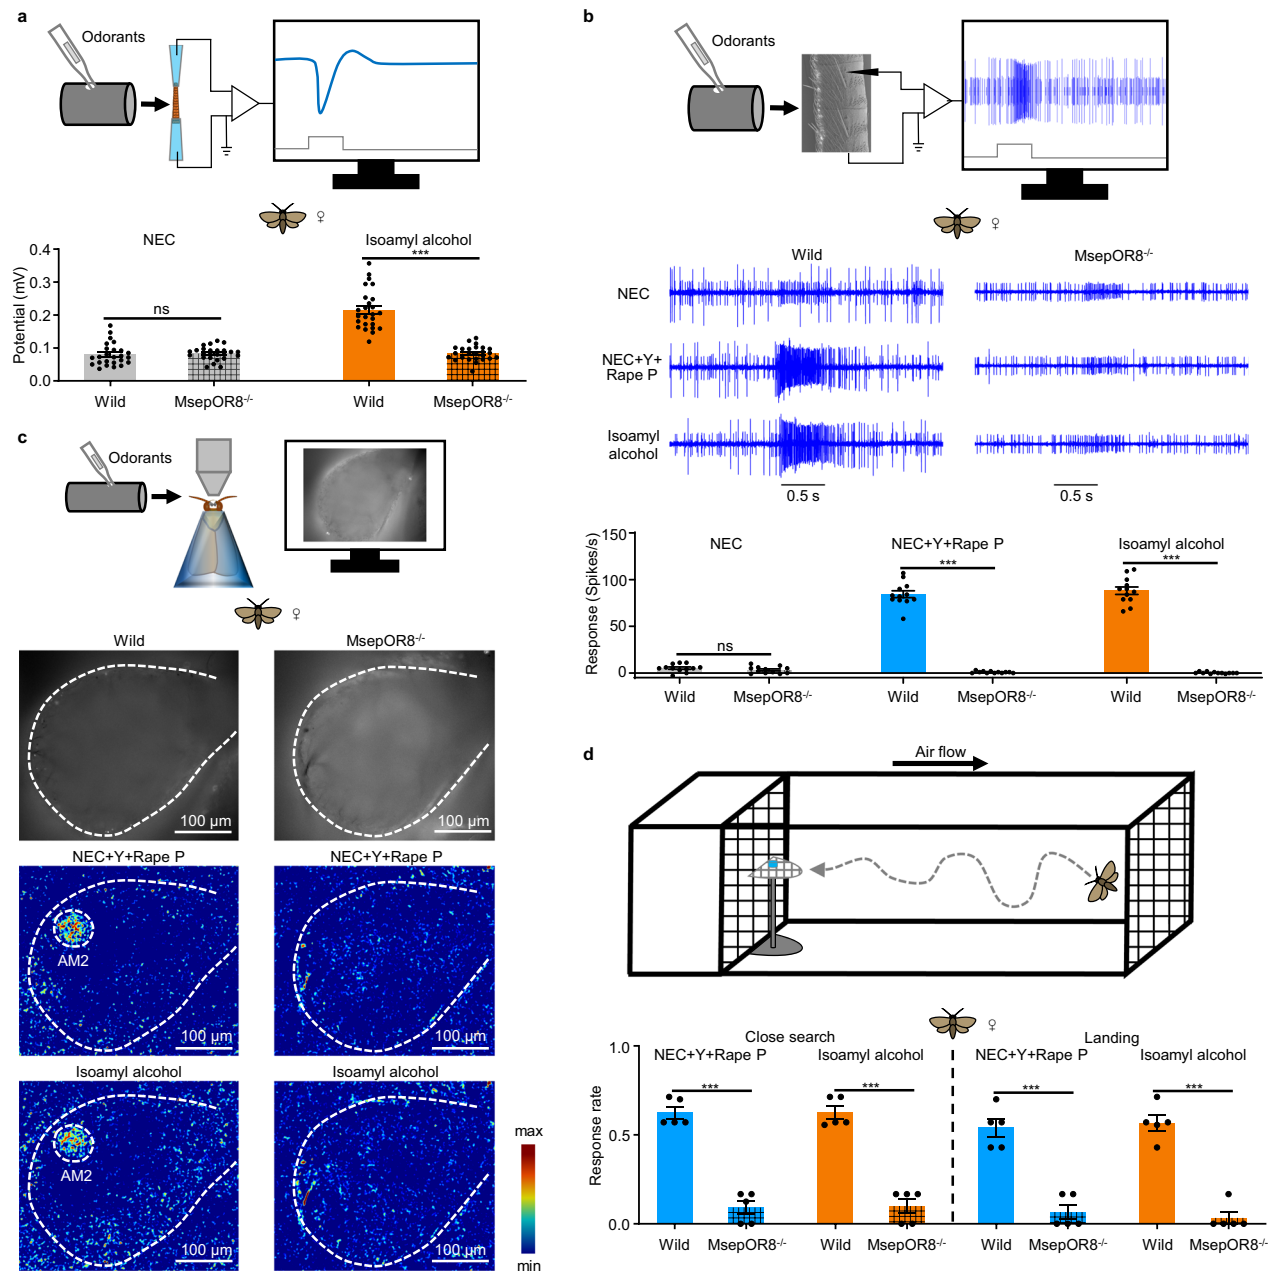 a
Odorants
♀
NEC
Isoamyl alcohol
ns
***
Potential (mV)
0.4
0.3
0.2
0.1
0.0
Wild
MsepOR8-/-
Wild
MsepOR8-/-
b
Odorants
♀
Wild
MsepOR8-/-
NEC
NEC+Y+
Rape P
Isoamyl
alcohol
0.5 s
0.5 s
Response (Spikes/s)
150
100
50
0
NEC
NEC+Y+Rape P
Isoamyl alcohol
ns
***
***
Wild
MsepOR8-/-
Wild
MsepOR8-/-
Wild
MsepOR8-/-
c
Odorants
♀
Wild
MsepOR8-/-
100 µm
100 µm
NEC+Y+Rape P
NEC+Y+Rape P
AM2
100 µm
100 µm
Isoamyl alcohol
Isoamyl alcohol
AM2
100 µm
100 µm
max
min
d
Air flow
♀
Close search
Landing
NEC+Y+Rape P
Isoamyl alcohol
NEC+Y+Rape P
Isoamyl alcohol
***
***
***
***
Response rate
1.0
0.5
0.0
Wild
MsepOR8-/-
Wild
MsepOR8-/-
Wild
MsepOR8-/-
Wild
MsepOR8-/-